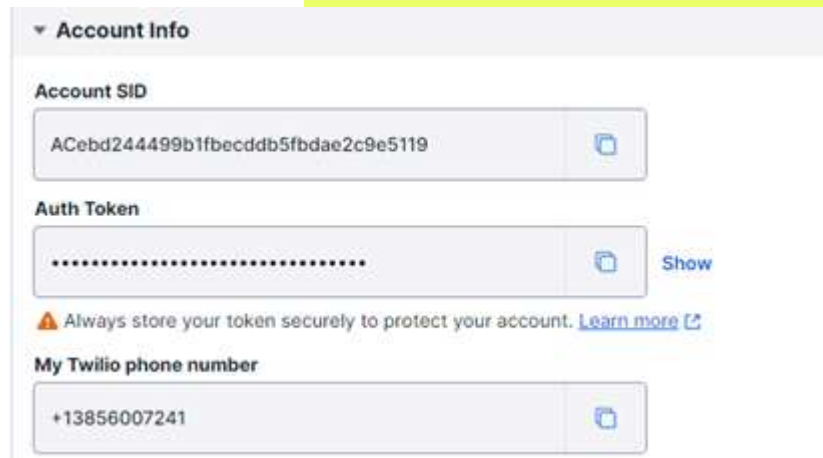 Account Info
Account SID
ACebd244499b1fbecddb5fbdae2c9e5119
Auth Token
••••••••••••••••••••••••••••••••
Show
Always store your token securely to protect your account. Learn more
My Twilio phone number
+13856007241